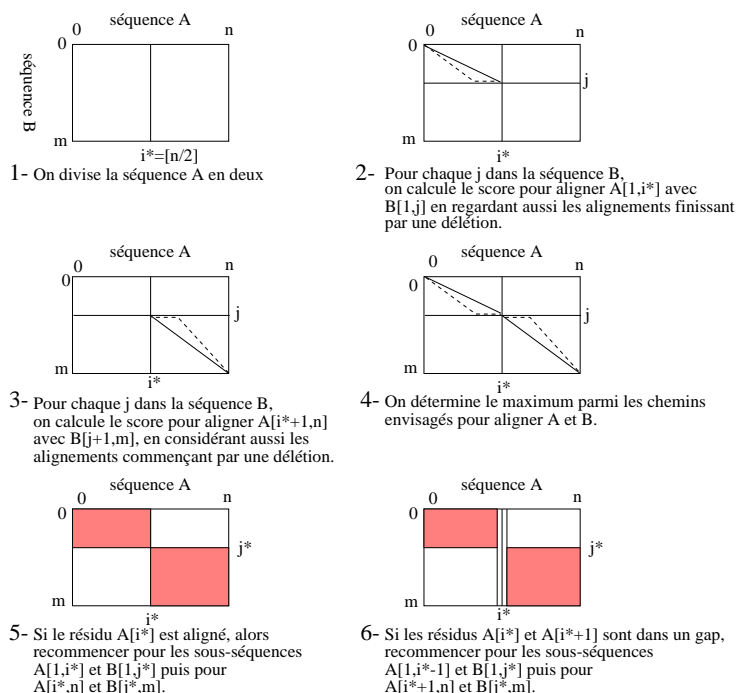 séquence A
0
n
0
séquence B
m
i*=[n/2]
1- On divise la séquence A en deux
séquence A
0
n
0
j
m
i*
2- Pour chaque j dans la séquence B,
on calcule le score pour aligner A[1,i*] avec
B[1,j] en regardant aussi les alignements finissant
par une délétion.
séquence A
0
n
0
j
m
i*
3- Pour chaque j dans la séquence B,
on calcule le score pour aligner A[i*+1,n]
avec B[j+1,m], en considérant aussi les
alignements commençant par une délétion.
séquence A
0
n
0
j
m
i*
4- On détermine le maximum parmi les chemins
envisagés pour aligner A et B.
séquence A
0
n
0
j*
m
i*
5- Si le résidu A[i*] est aligné, alors
recommencer pour les sous-séquences
A[1,i*] et B[1,j*] puis pour
A[i*,n] et B[j*,m].
séquence A
0
n
0
j*
m
i*
6- Si les résidus A[i*] et A[i*+1] sont dans un gap,
recommencer pour les sous-séquences
A[1,i*-1] et B[1,j*] puis pour
A[i*+1,n] et B[j*,m].